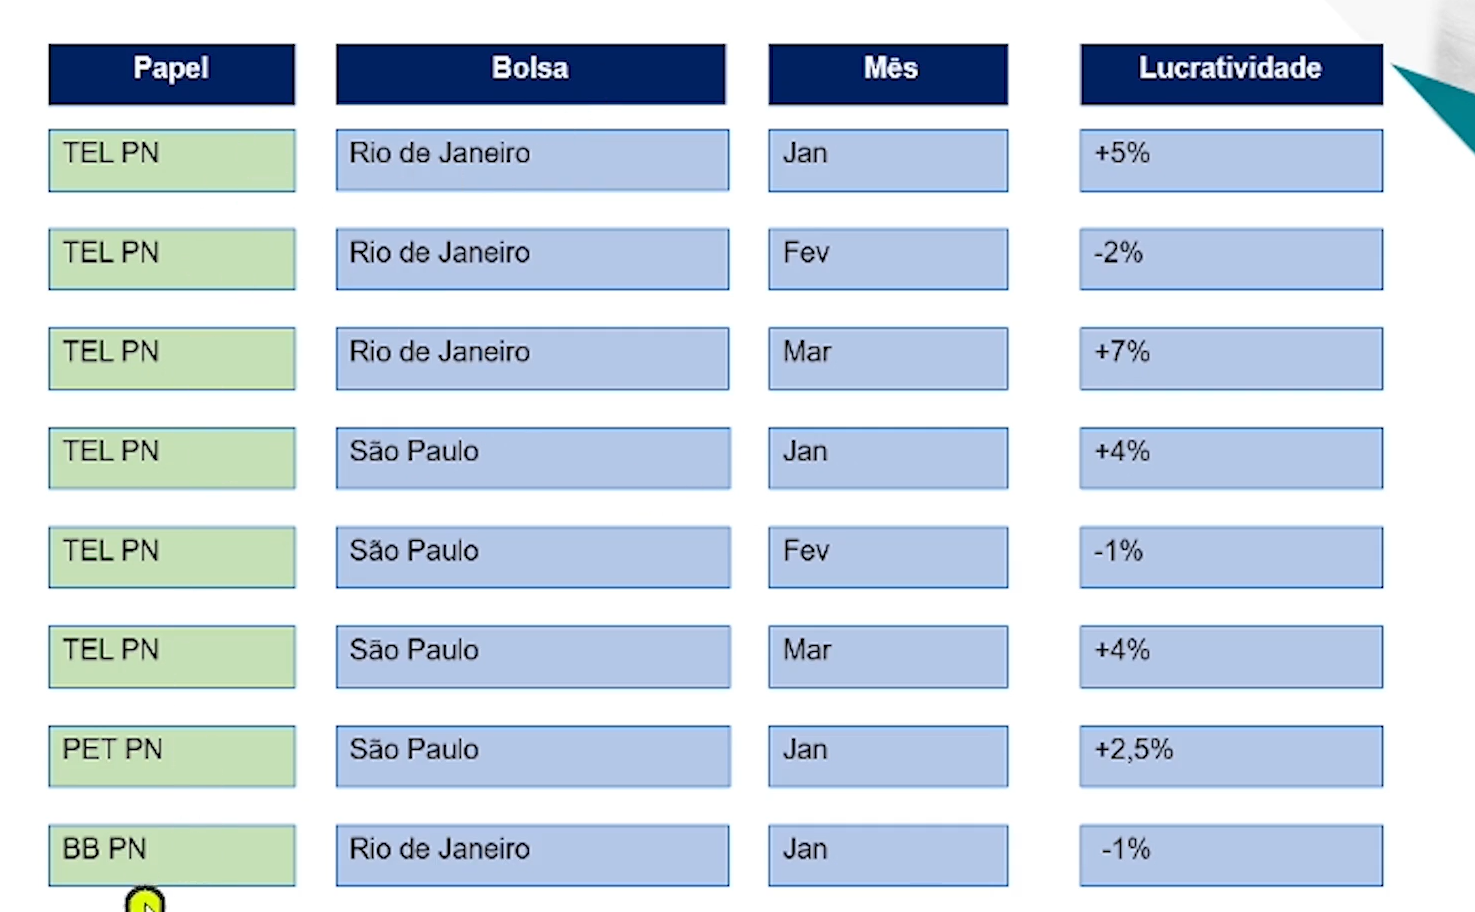 Papel Bolsa Mês Lucratividade
TEL PN Rio de Janeiro Jan +5%
TEL PN Rio de Janeiro Fev -2%
TEL PN Rio de Janeiro Mar +7%
TEL PN São Paulo Jan +4%
TEL PN São Paulo Fev -1%
TEL PN São Paulo Mar +4%
PET PN São Paulo Jan +2,5%
BB PN Rio de Janeiro Jan -1%